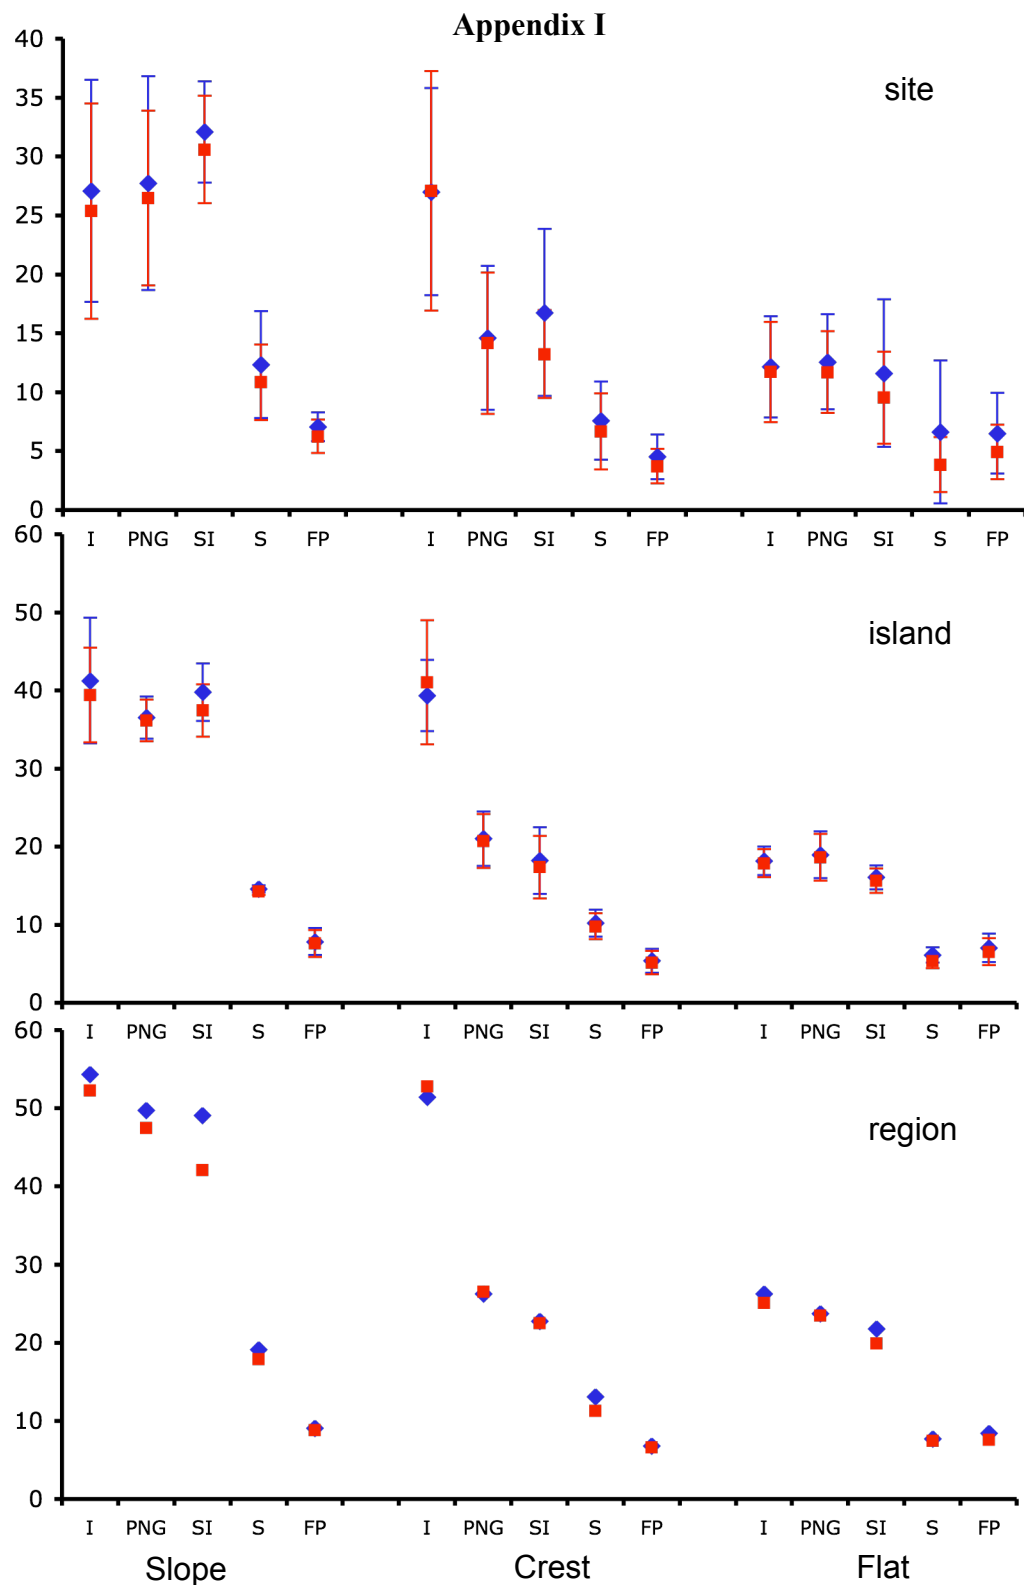 Appendix I
40
35
30
25
20
15
10
5
0
site
I PNG SI S FP I PNG SI S FP I PNG SI S FP
60
50
40
30
20
10
0
island
I PNG SI S FP I PNG SI S FP I PNG SI S FP
60
50
40
30
20
10
0
region
I PNG SI S FP I PNG SI S FP I PNG SI S FP
Slope Crest Flat